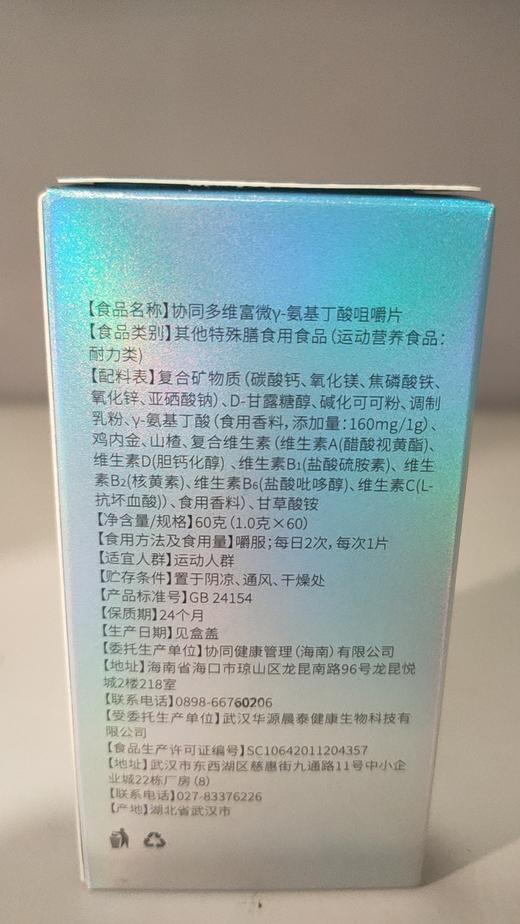 【食品名称】协同多维富微γ-氨基丁酸咀嚼片
【食品类别】其他特殊膳食用食品(运动营养食品:
耐力类)
【配料表】复合矿物质(碳酸钙、氧化镁、焦磷酸铁、
氧化锌、亚硒酸钠)、D-甘露糖醇、碱化可可粉、调制
乳粉、γ-氨基丁酸(食用香料,添加量:160mg/1g)、
鸡内金、山楂、复合维生素(维生素A(醋酸视黄酯)、
维生素D(胆钙化醇)、维生素B₁(盐酸硫胺素)、维生
素B₂(核黄素)、维生素B₆(盐酸吡哆醇)、维生素C(L-
抗坏血酸))、食用香料)、甘草酸铵
【净含量/规格】60克(1.0克×60)
【食用方法及食用量】嚼服;每日2次,每次1片
【适宜人群】运动人群
【贮存条件】置于阴凉、通风、干燥处
【产品标准号】GB 24154
【保质期】24个月
【生产日期】见盒盖
【委托生产单位】协同健康管理(海南)有限公司
【地址】海南省海口市琼山区龙昆南路96号龙昆悦
城2楼218室
【联系电话】0898-66760206
【受委托生产单位】武汉华源晨泰健康生物科技有
限公司
【食品生产许可证编号】SC10642011204357
【地址】武汉市东西湖区慈惠街九通路11号中小企
业城22栋厂房(8)
【联系电话】027-83376226
【产地】湖北省武汉市